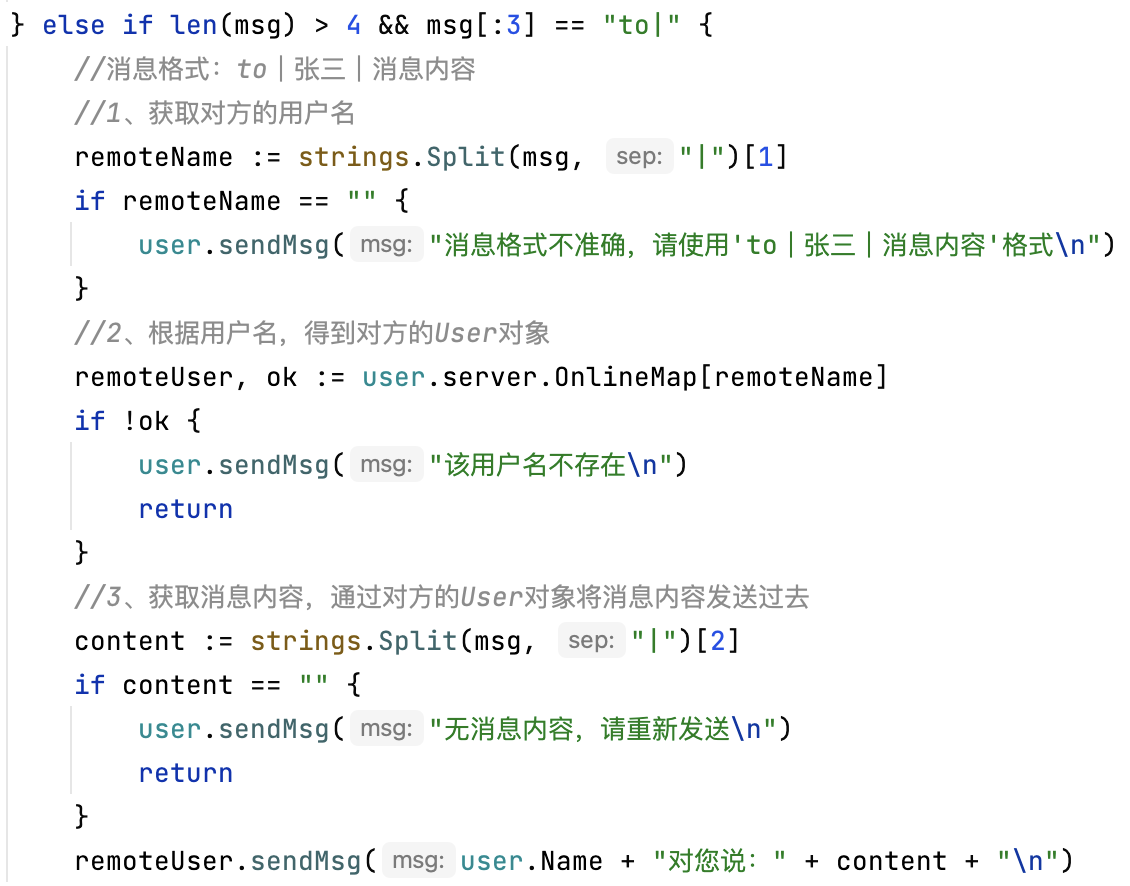 } else if len(msg) > 4 && msg[:3] == "to|" {
//消息格式：to｜张三｜消息内容
//1、获取对方的用户名
remoteName := strings.Split(msg, sep: "|")[1]
if remoteName == "" {
user.sendMsg( msg: "消息格式不准确，请使用'to｜张三｜消息内容'格式\n")
}
//2、根据用户名，得到对方的User对象
remoteUser, ok := user.server.OnlineMap[remoteName]
if !ok {
user.sendMsg( msg: "该用户名不存在\n")
return
}
//3、获取消息内容，通过对方的User对象将消息内容发送过去
content := strings.Split(msg, sep: "|")[2]
if content == "" {
user.sendMsg( msg: "无消息内容，请重新发送\n")
return
}
remoteUser.sendMsg( msg: user.Name + "对您说：" + content + "\n")